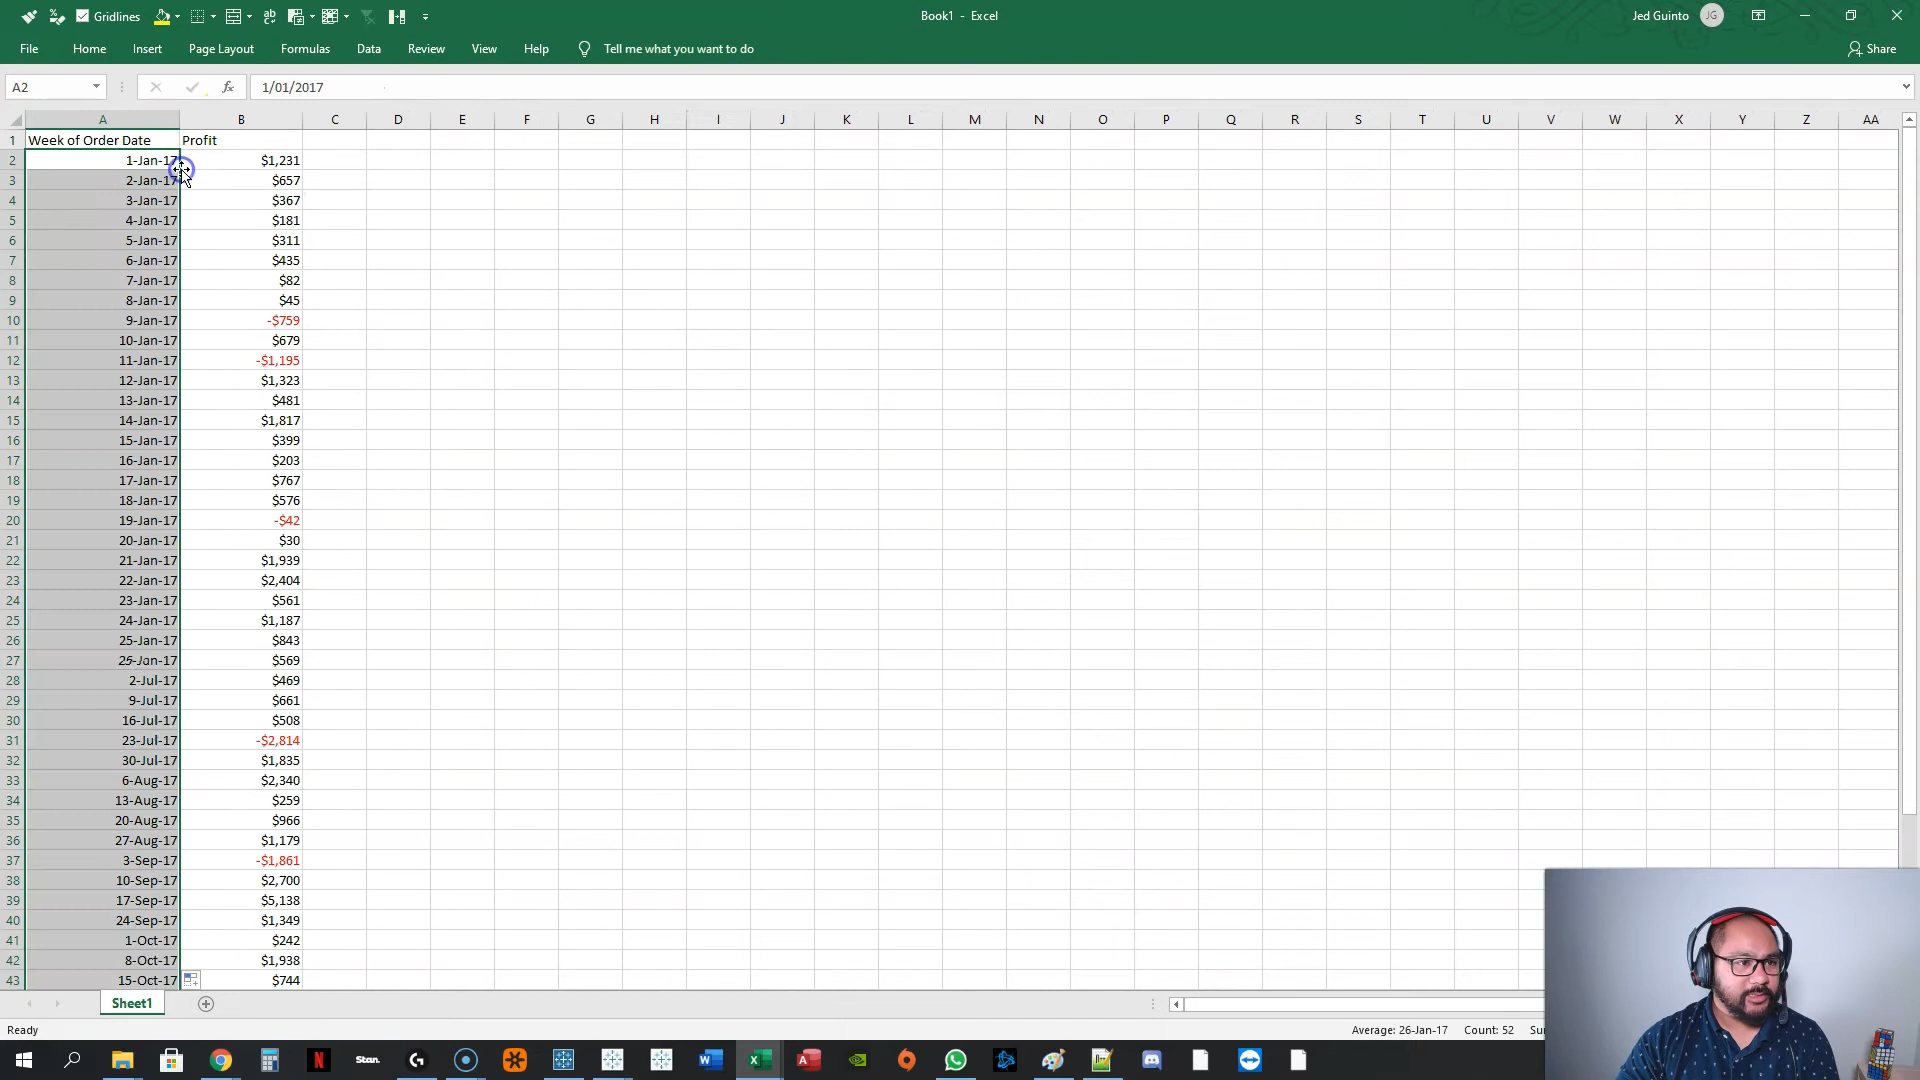 Gridlines
Book1 - Excel
Jed Guinto
JG
File Home Insert Page Layout Formulas Data Review View Help Tell me what you want to do
Share
A2 fx 1/01/2017
A B C D E F G H I J K L M N O P Q R S T U V W X Y Z AA
1 Week of Order Date Profit
2 1-Jan-17 $1,231
3 2-Jan-17 $657
4 3-Jan-17 $367
5 4-Jan-17 $181
6 5-Jan-17 $311
7 6-Jan-17 $435
8 7-Jan-17 $82
9 8-Jan-17 $45
10 9-Jan-17 -$759
11 10-Jan-17 $679
12 11-Jan-17 -$1,195
13 12-Jan-17 $1,323
14 13-Jan-17 $481
15 14-Jan-17 $1,817
16 15-Jan-17 $399
17 16-Jan-17 $203
18 17-Jan-17 $767
19 18-Jan-17 $576
20 19-Jan-17 -$42
21 20-Jan-17 $30
22 21-Jan-17 $1,939
23 22-Jan-17 $2,404
24 23-Jan-17 $561
25 24-Jan-17 $1,187
26 25-Jan-17 $843
27 $569
28 2-Jul-17 $469
29 9-Jul-17 $661
30 16-Jul-17 $508
31 23-Jul-17 -$2,814
32 30-Jul-17 $1,835
33 6-Aug-17 $2,340
34 13-Aug-17 $259
35 20-Aug-17 $966
36 27-Aug-17 $1,179
37 3-Sep-17 -$1,861
38 10-Sep-17 $2,700
39 17-Sep-17 $5,138
40 24-Sep-17 $1,349
41 1-Oct-17 $242
42 8-Oct-17 $1,938
43 15-Oct-17 $744
Sheet1
Ready
Average: 26-Jan-17 Count: 52
Stan.